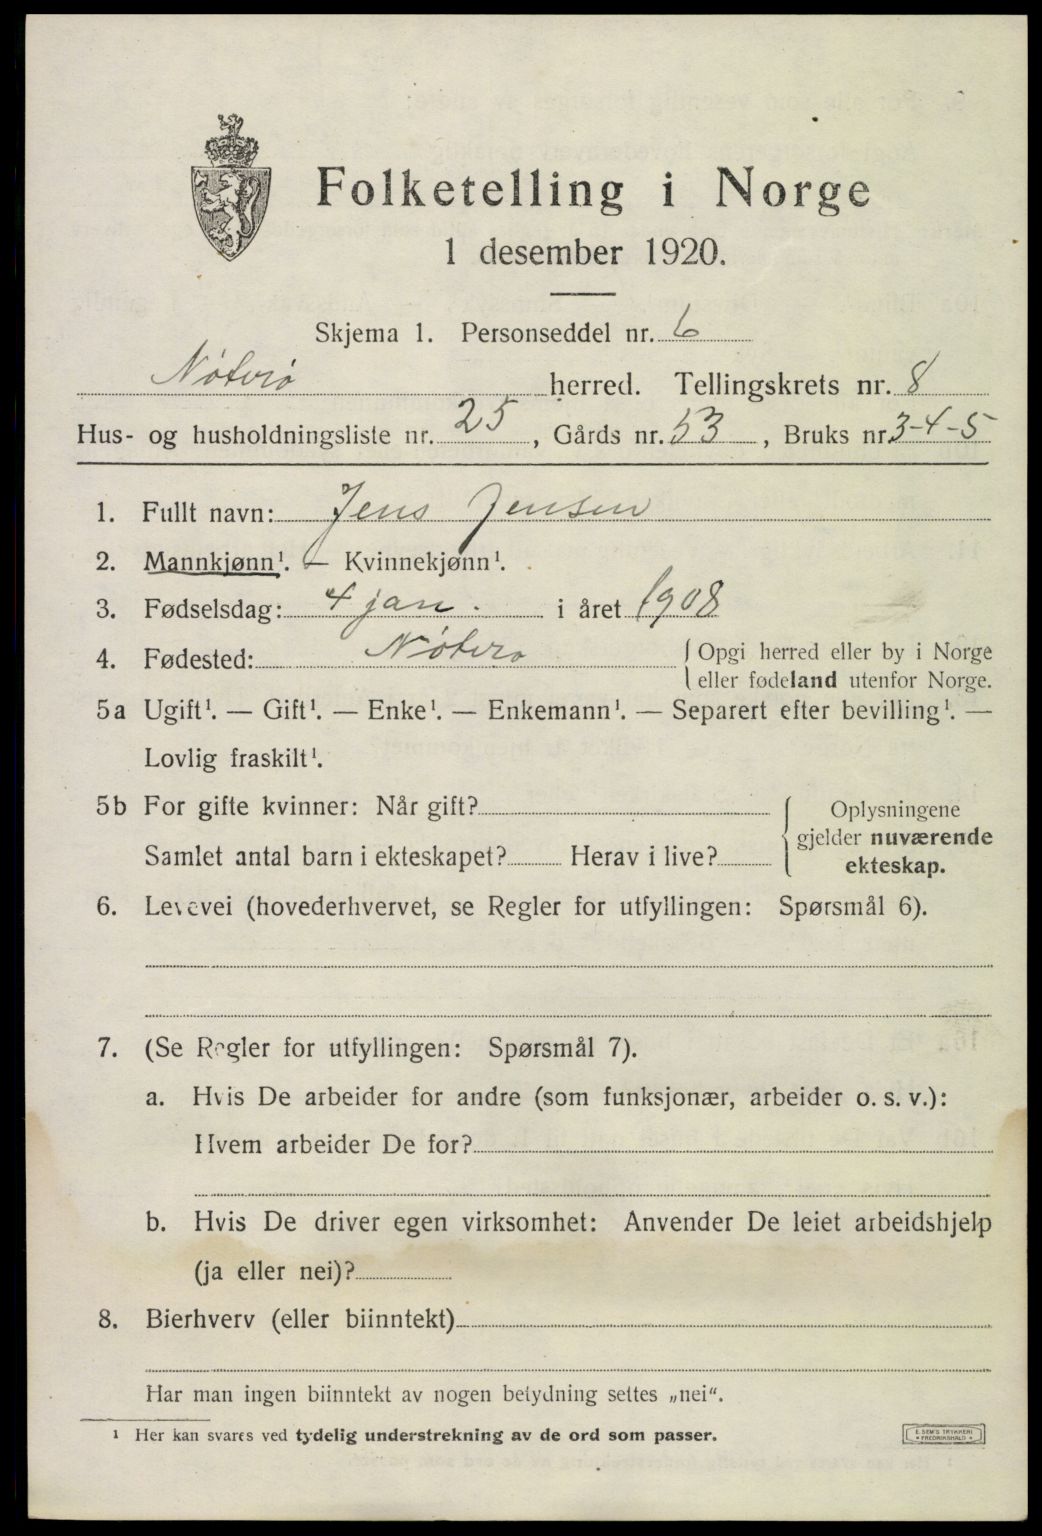 Folketelling i Norge
1 desember 1920.
Skjema 1. Personseddel nr. 6
Nøtterø herred. Tellingskrets nr. 8
Hus- og husholdningsliste nr. 25, Gårds nr. 53, Bruks nr. 3-4-5
1. Fullt navn: Jens Jensen
2. Mannkjønn¹. — Kvinnekjønn¹.
3. Fødselsdag: 4 jan. i året 1908
4. Fødested: Nøtterø { Opgi herred eller by i Norge
eller fødeland utenfor Norge.
5a Ugift¹. — Gift¹. — Enke¹. — Enkemann¹. — Separert efter bevilling¹. —
Lovlig fraskilt¹.
5b For gifte kvinner: Når gift?
Samlet antal barn i ekteskapet? Herav i live?
{ Oplysningene
gjelder nuværende
ekteskap.
6. Levevei (hovederhvervet, se Regler for utfyllingen: Spørsmål 6).
7. (Se Regler for utfyllingen: Spørsmål 7).
a. Hvis De arbeider for andre (som funksjonær, arbeider o. s. v.):
Hvem arbeider De for?
b. Hvis De driver egen virksomhet: Anvender De leiet arbeidshjelp
(ja eller nei)?
8. Bierhverv (eller biinntekt)
Har man ingen biinntekt av nogen betydning settes „nei".
¹ Her kan svares ved tydelig understrekning av de ord som passer.
E. SEM'S TRYKKERI
FREDRIKSHALD